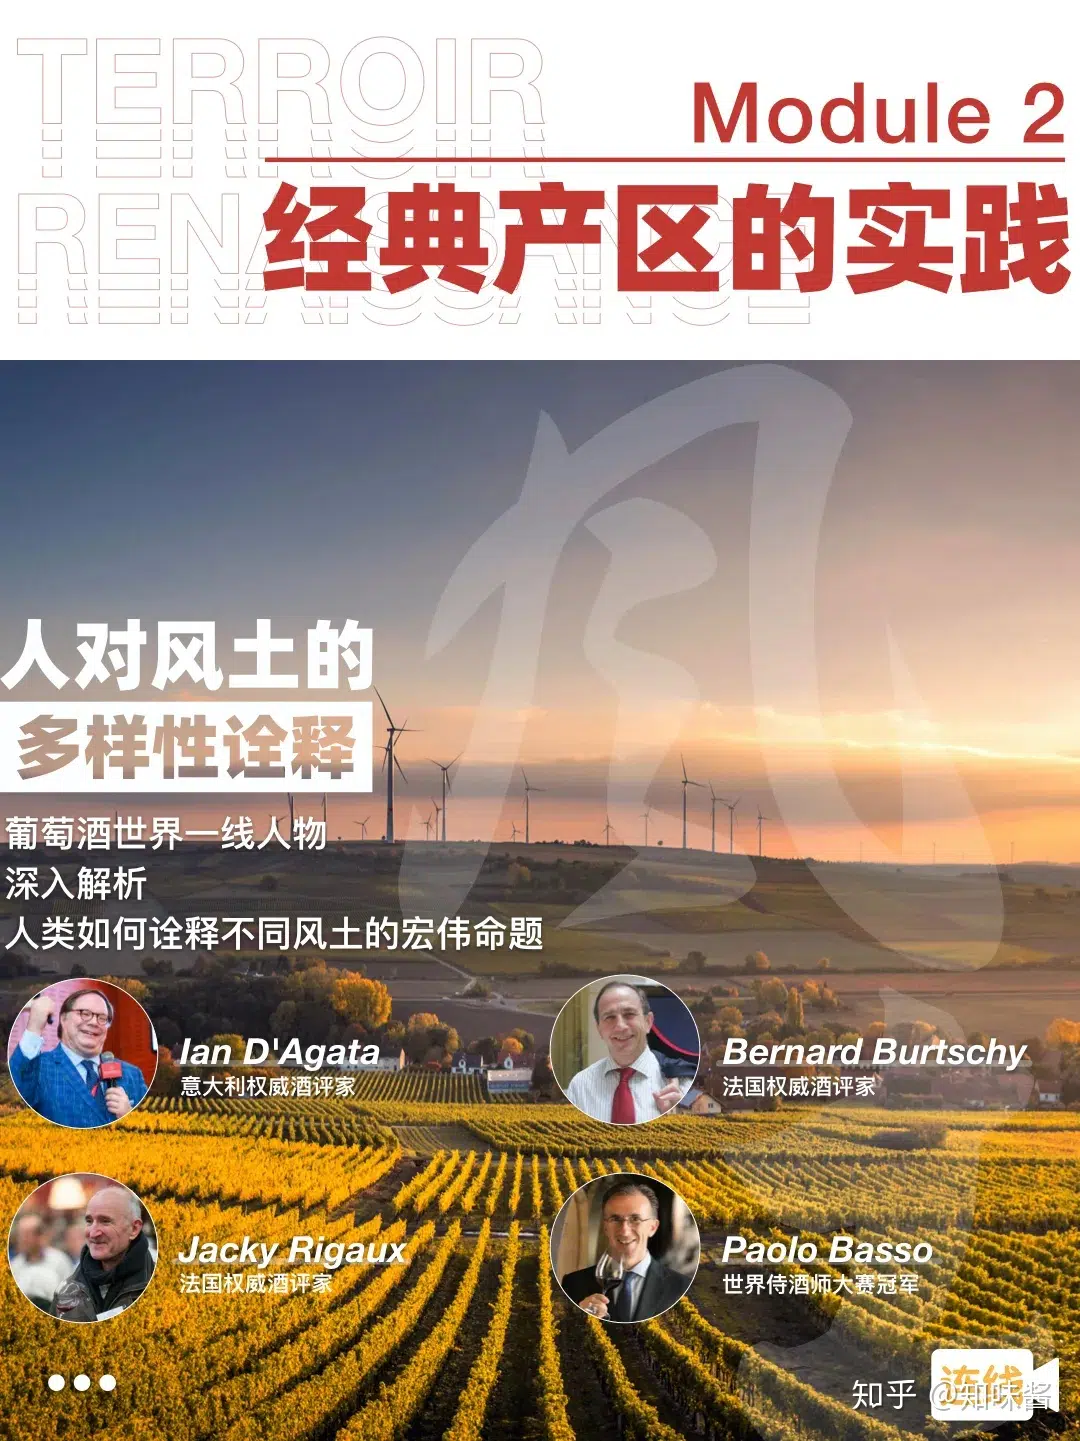 TERROIR
RENAISSANCE
Module 2
经典产区的实践
风
人对风土的
多样性诠释
葡萄酒世界一线人物
深入解析
人类如何诠释不同风土的宏伟命题
Ian D'Agata
意大利权威酒评家
Bernard Burtschy
法国权威酒评家
Jacky Rigaux
法国权威酒评家
Paolo Basso
世界侍酒师大赛冠军
连线
知乎 @知味酱